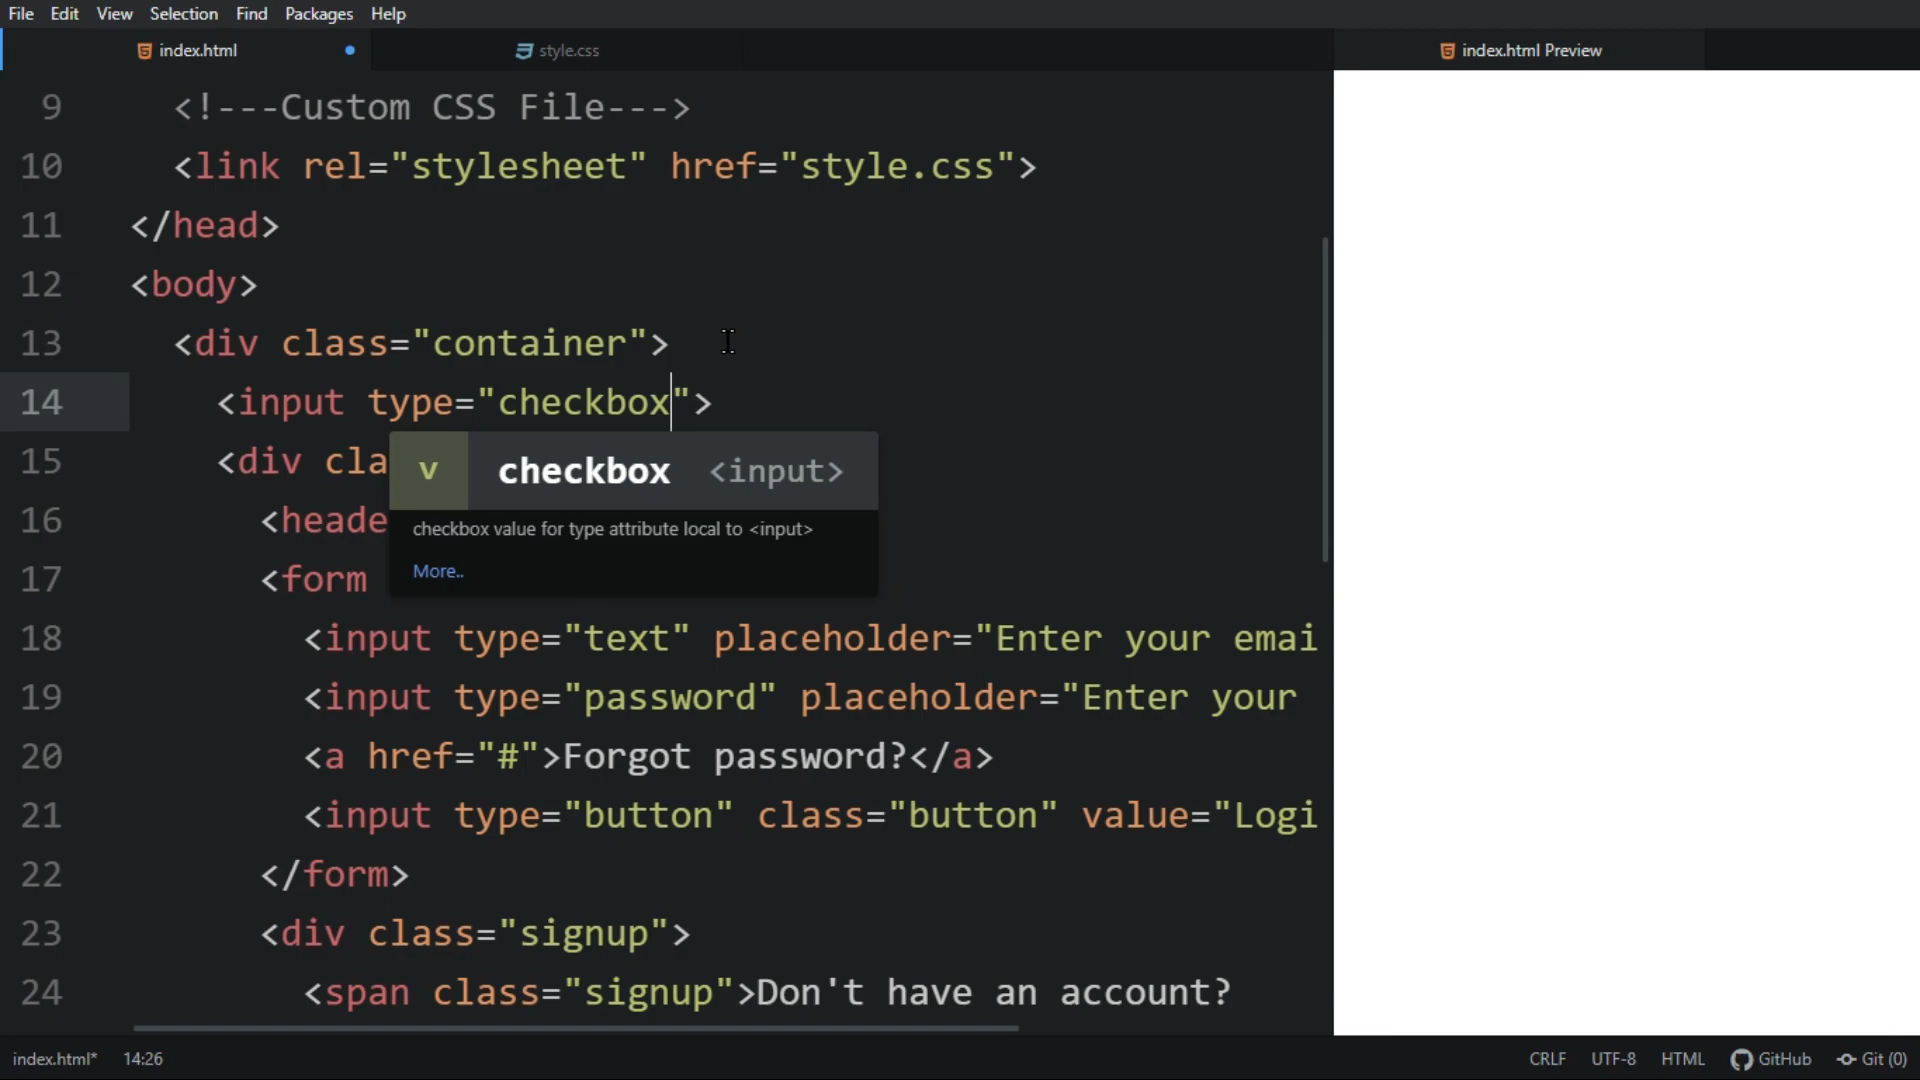 File Edit View Selection Find Packages Help
index.html style.css index.html Preview
9 <!---Custom CSS File--->
10 <link rel="stylesheet" href="style.css">
11 </head>
12 <body>
13 <div class="container">
14 <input type="checkbox">
15 <div cla
v checkbox <input>
16 <heade
checkbox value for type attribute local to <input>
17 <form
More..
18 <input type="text" placeholder="Enter your emai
19 <input type="password" placeholder="Enter your
20 <a href="#">Forgot password?</a>
21 <input type="button" class="button" value="Logi
22 </form>
23 <div class="signup">
24 <span class="signup">Don't have an account?
index.html* 14:26 CRLF UTF-8 HTML GitHub Git (0)